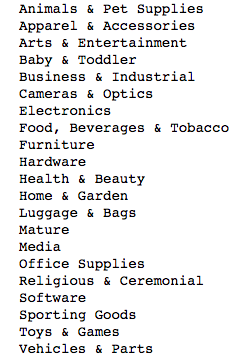 Animals & Pet Supplies
Apparel & Accessories
Arts & Entertainment
Baby & Toddler
Business & Industrial
Cameras & Optics
Electronics
Food, Beverages & Tobacco
Furniture
Hardware
Health & Beauty
Home & Garden
Luggage & Bags
Mature
Media
Office Supplies
Religious & Ceremonial
Software
Sporting Goods
Toys & Games
Vehicles & Parts